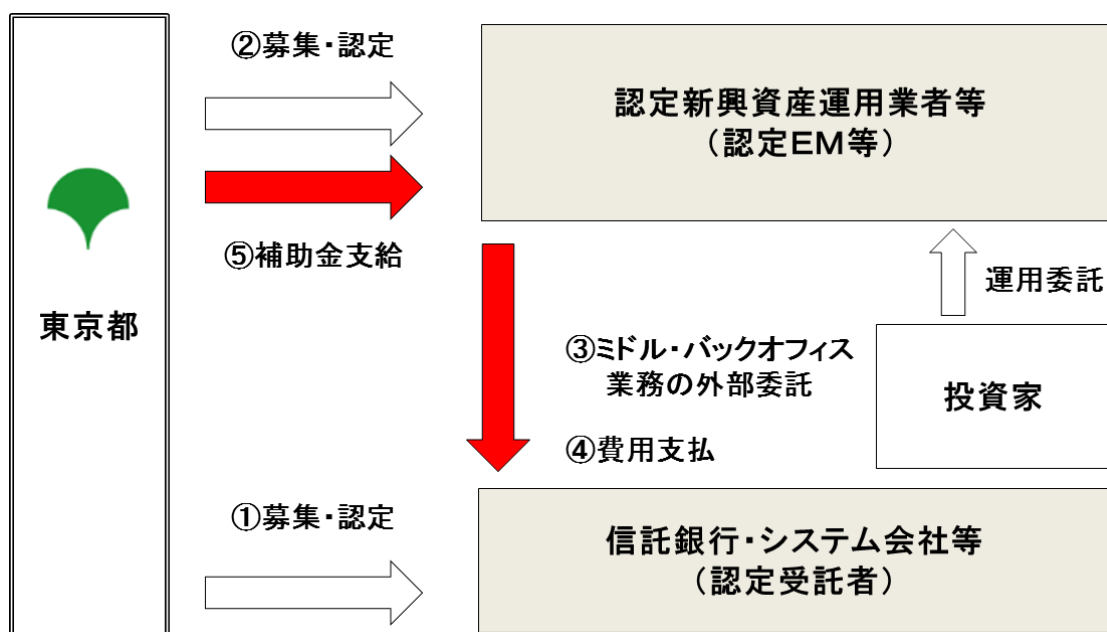 ②募集・認定
認定新興資産運用業者等
（認定EM等）
⑤補助金支給
東京都
運用委託
③ミドル・バックオフィス
業務の外部委託
投資家
④費用支払
①募集・認定
信託銀行・システム会社等
（認定受託者）